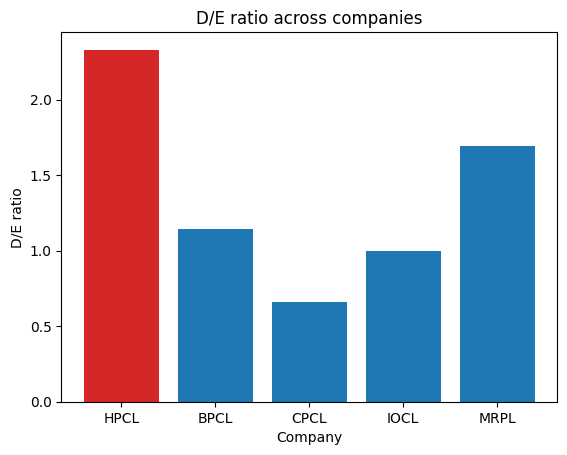 D/E ratio across companies
D/E ratio
2.0
1.5
1.0
0.5
0.0
HPCL BPCL CPCL IOCL MRPL
Company